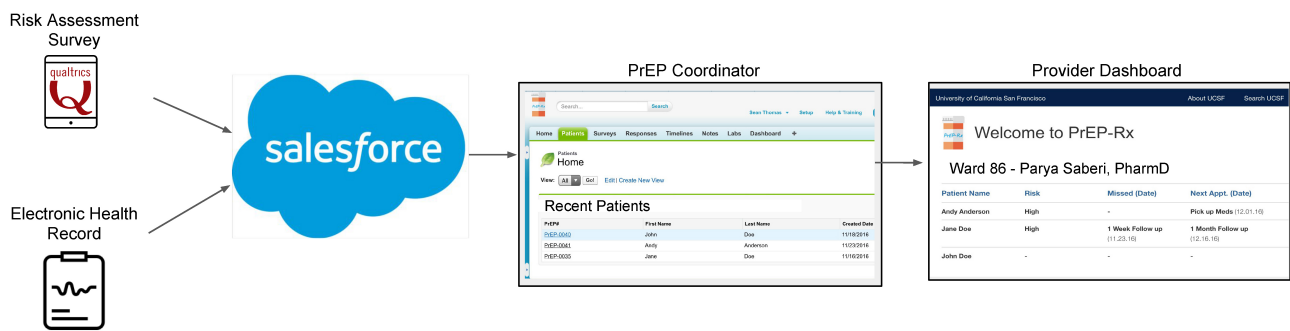 Risk Assessment
Survey
qualtrics
Electronic Health
Record
salesforce
PrEP Coordinator
PrEP-Rx
Search...
Search
Sean Thomas
Setup
Help & Training
Home Patients Surveys Responses Timelines Notes Labs Dashboard +
Patients
Home
View: All Go! Edit | Create New View
Recent Patients
PrEP# First Name Last Name Created Date
PrEP-0040 John Doe 11/18/2016
PrEP-0041 Andy Anderson 11/23/2016
PrEP-0035 Jane Doe 11/16/2016
Provider Dashboard
University of California San Francisco About UCSF Search UCSF
PrEP-Rx
Welcome to PrEP-Rx
Ward 86 - Parya Saberi, PharmD
Patient Name Risk Missed (Date) Next Appt. (Date)
Andy Anderson High - Pick up Meds (12.01.16)
Jane Doe High 1 Week Follow up 1 Month Follow up
(11.23.16) (12.16.16)
John Doe - - -